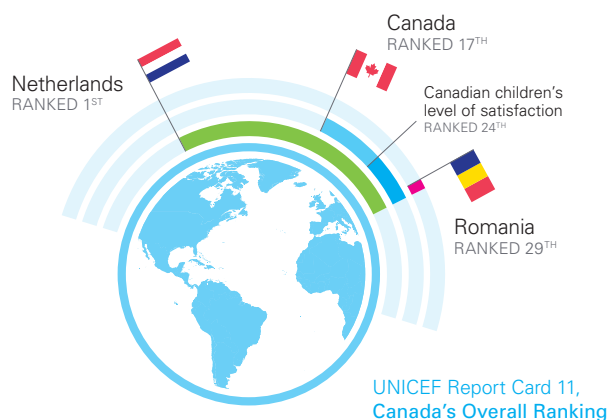 Canada
RANKED 17TH
Netherlands
RANKED 1ST
Canadian children's
level of satisfaction
RANKED 24TH
Romania
RANKED 29TH
UNICEF Report Card 11,
Canada's Overall Ranking